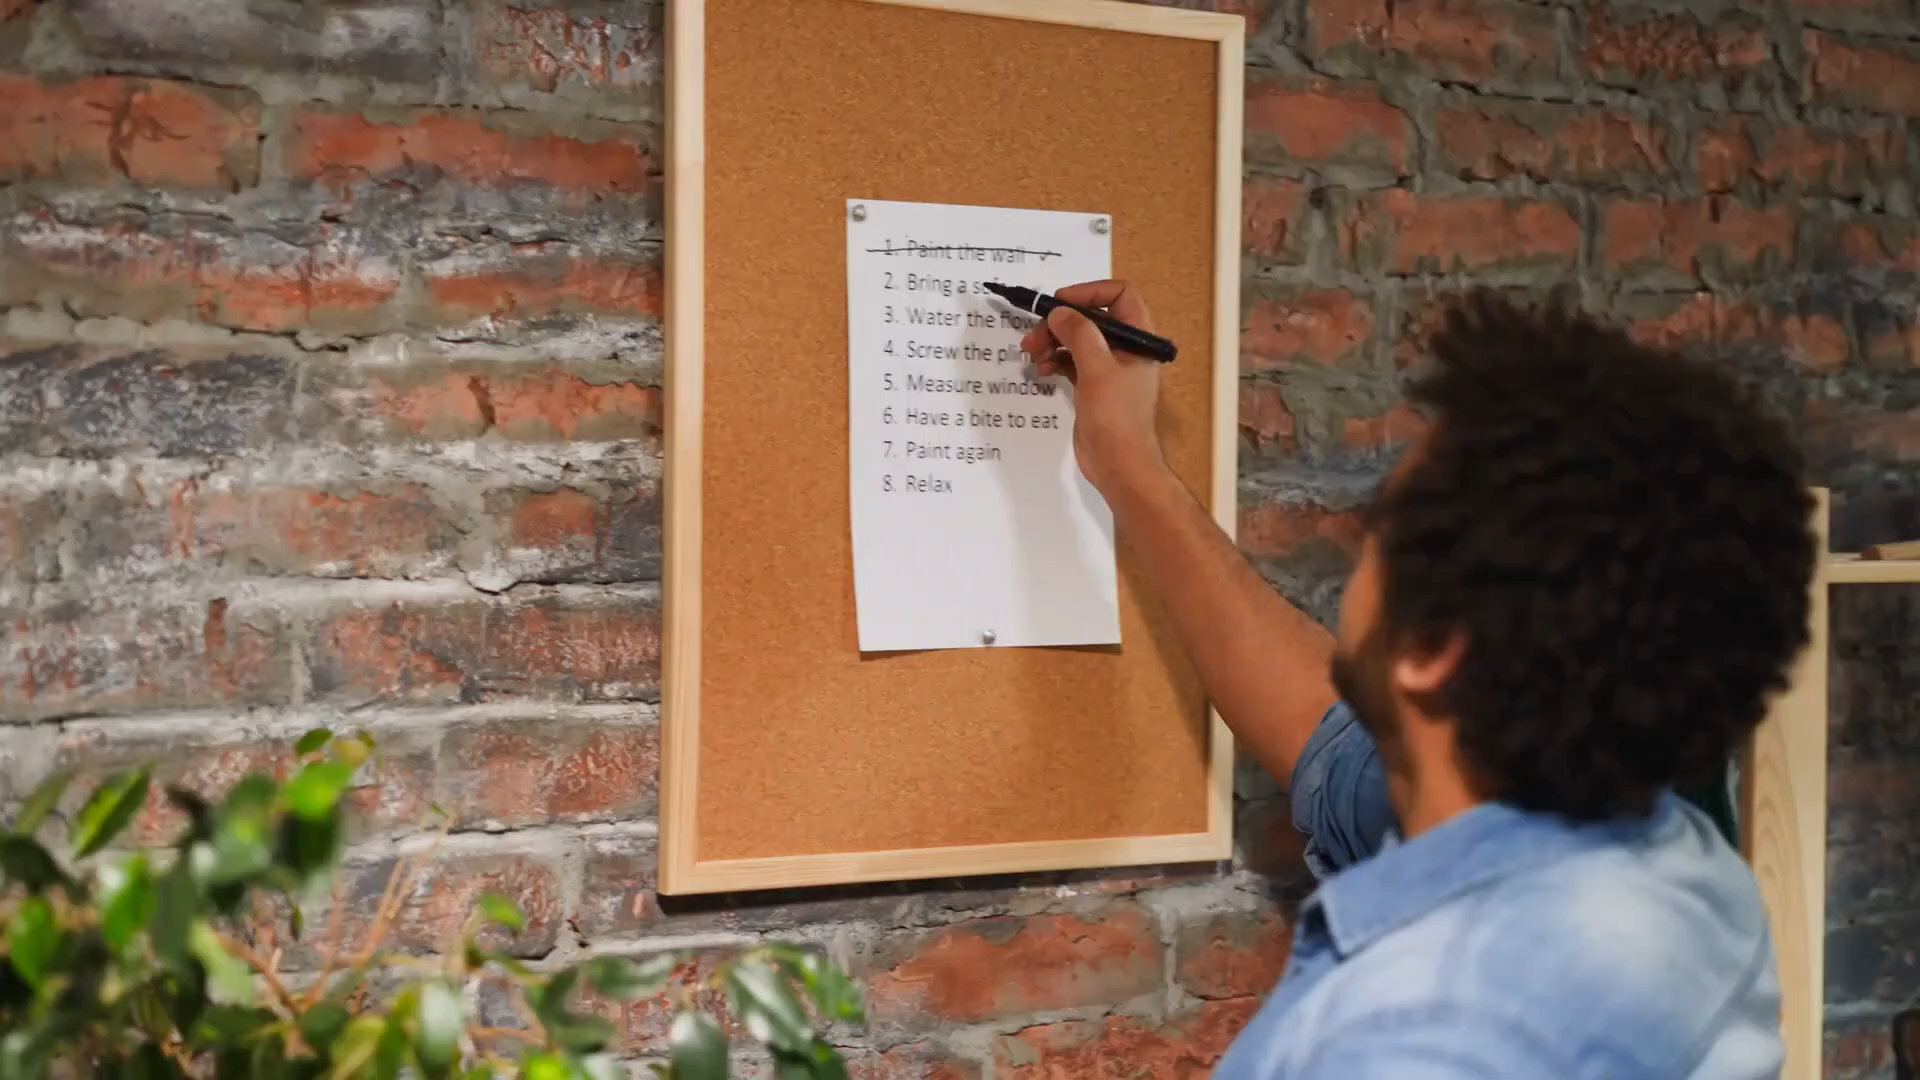 1. Paint the wall ✓
2. Bring a
3. Water the
4. Screw the
5. Measure window
6. Have a bite to eat
7. Paint again
8. Relax